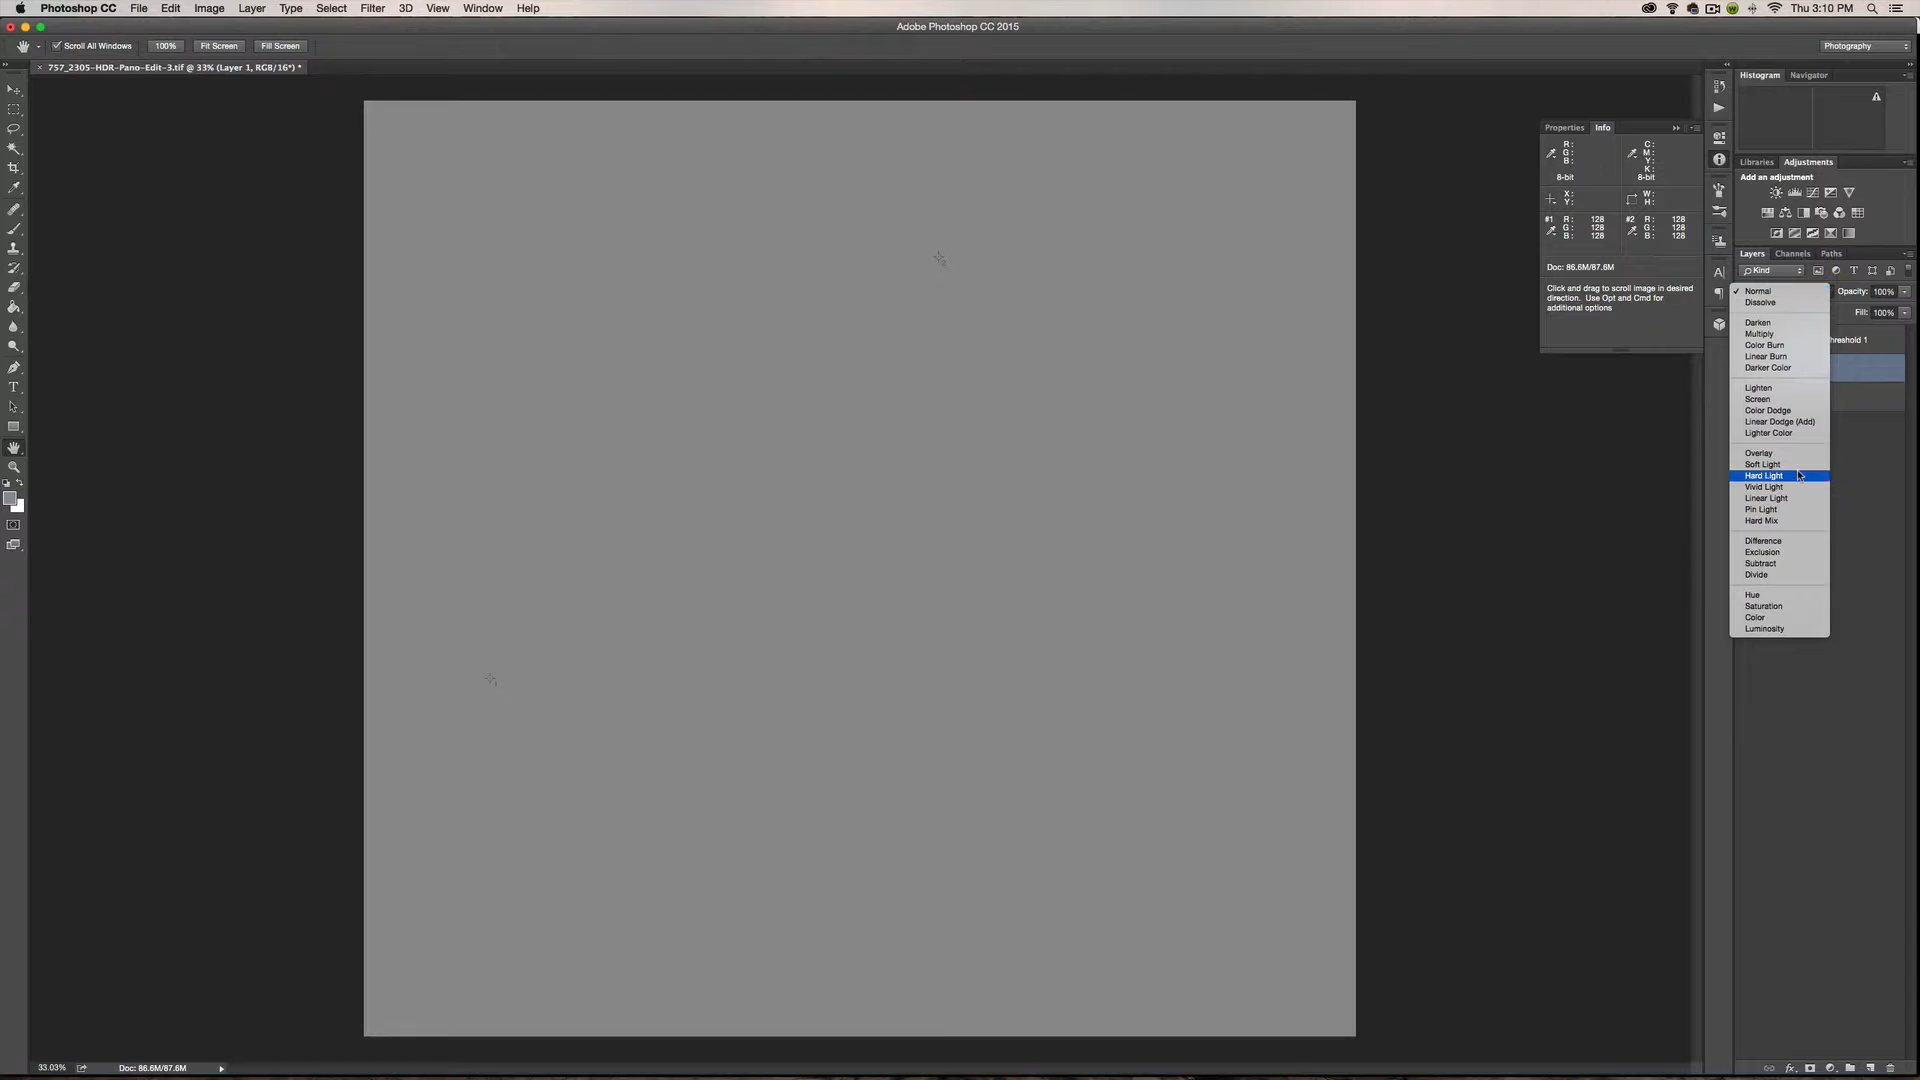 Photoshop CC File Edit Image Layer Type Select Filter 3D View Window Help Thu 3:10 PM
Adobe Photoshop CC 2015
Scroll All Windows 100% Fit Screen Fill Screen Photography
× 757_2305-HDR-Pano-Edit-3.tif @ 33% (Layer 1, RGB/16*) *
Histogram Navigator
Properties Info
R: C:
G: M:
B: Y:
K:
8-bit 8-bit
X: W:
Y: H:
#1 R: 128 #2 R: 128
G: 128 G: 128
B: 128 B: 128
Doc: 86.6M/87.6M
Click and drag to scroll image in desired
direction. Use Opt and Cmd for
additional options
Libraries Adjustments
Add an adjustment
Layers Channels Paths
Kind
Normal Opacity: 100%
Dissolve
Fill: 100%
Darken
Multiply
hreshold 1
Color Burn
Linear Burn
Darker Color
Lighten
Screen
Color Dodge
Linear Dodge (Add)
Lighter Color
Overlay
Soft Light
Hard Light
Vivid Light
Linear Light
Pin Light
Hard Mix
Difference
Exclusion
Subtract
Divide
Hue
Saturation
Color
Luminosity
33.03% Doc: 86.6M/87.6M